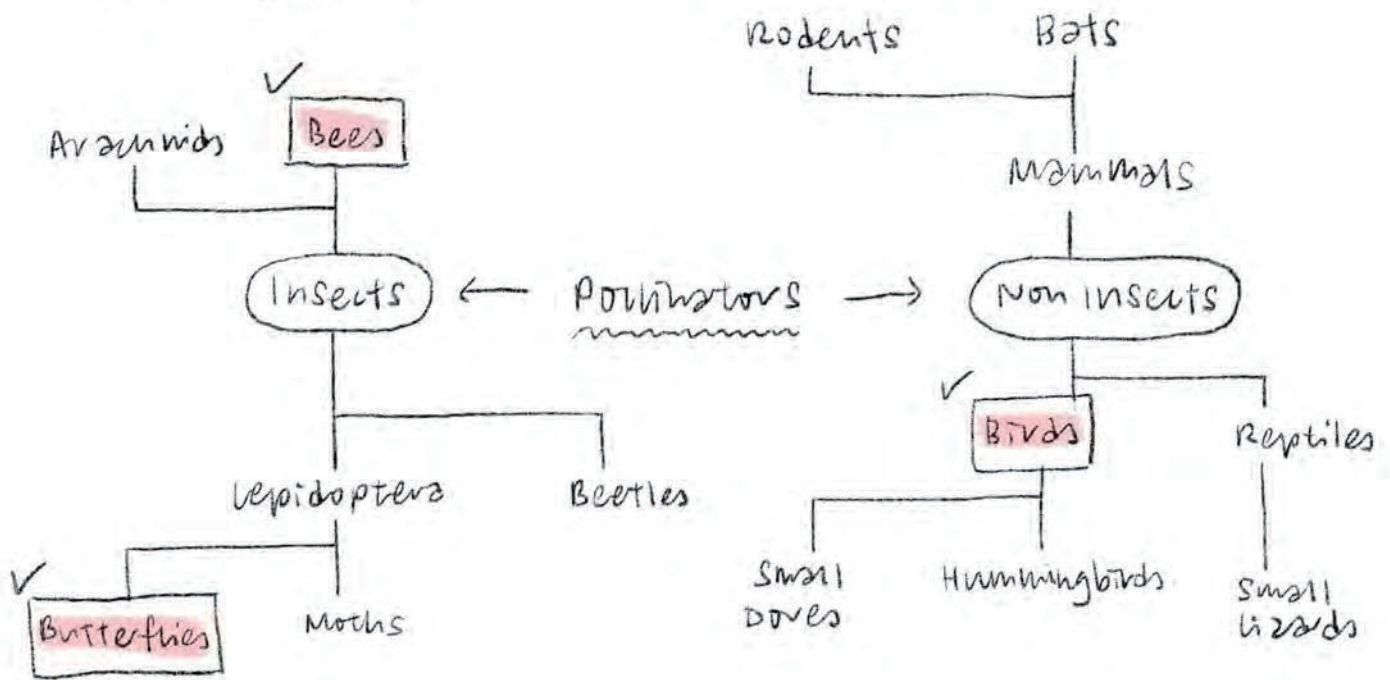 Rodents Bats
✓
Bees
Arachnids
Mammals
Insects ← Pollinators → Non insects
✓
Birds
Reptiles
Lepidoptera Beetles
Small Doves
Hummingbirds
Small lizards
✓
Butterflies
Moths